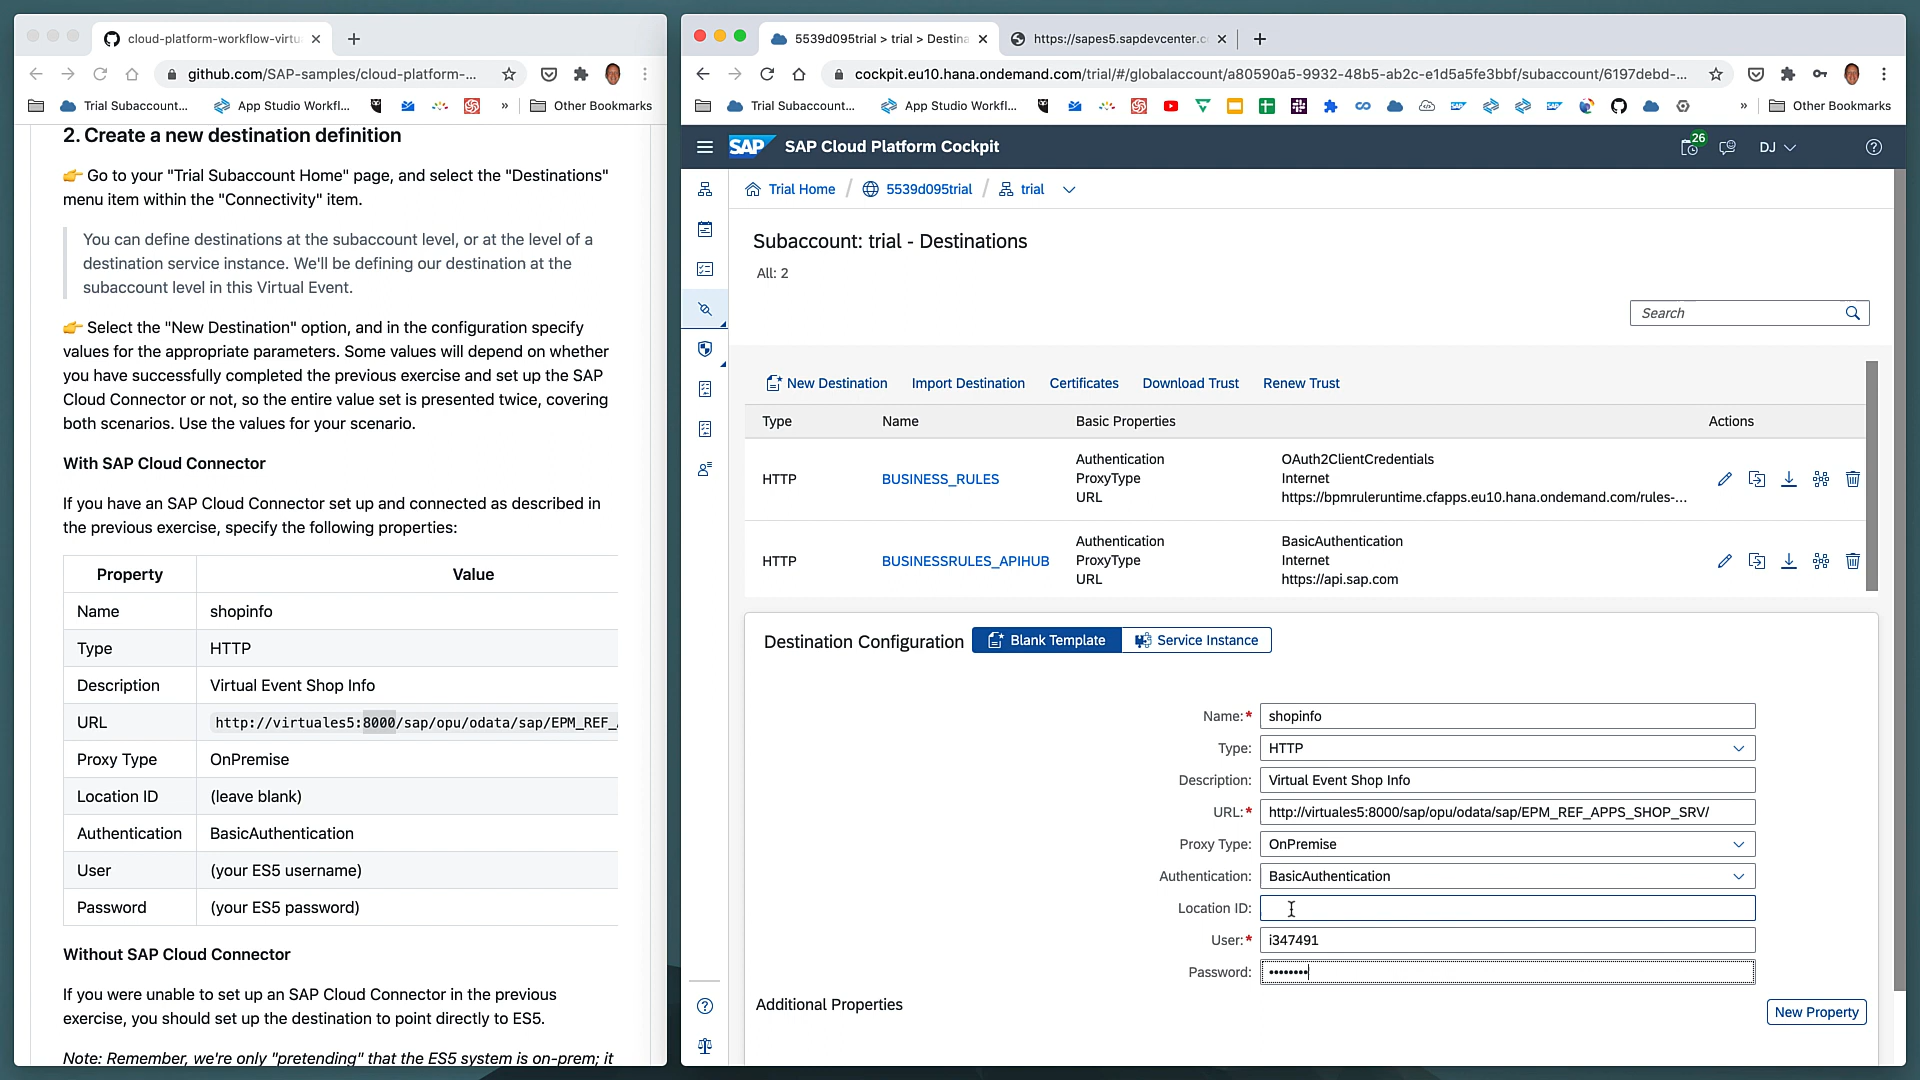 cloud-platform-workflow-virtu
github.com/SAP-samples/cloud-platform-...
Trial Subaccount...
App Studio Workfl...
»
Other Bookmarks
2. Create a new destination definition
👉 Go to your "Trial Subaccount Home" page, and select the "Destinations"
menu item within the "Connectivity" item.
You can define destinations at the subaccount level, or at the level of a
destination service instance. We'll be defining our destination at the
subaccount level in this Virtual Event.
👉 Select the "New Destination" option, and in the configuration specify
values for the appropriate parameters. Some values will depend on whether
you have successfully completed the previous exercise and set up the SAP
Cloud Connector or not, so the entire value set is presented twice, covering
both scenarios. Use the values for your scenario.
With SAP Cloud Connector
If you have an SAP Cloud Connector set up and connected as described in
the previous exercise, specify the following properties:
Property Value
Name shopinfo
Type HTTP
Description Virtual Event Shop Info
URL http://virtuales5:8000/sap/opu/odata/sap/EPM_REF_
Proxy Type OnPremise
Location ID (leave blank)
Authentication BasicAuthentication
User (your ES5 username)
Password (your ES5 password)
Without SAP Cloud Connector
If you were unable to set up an SAP Cloud Connector in the previous
exercise, you should set up the destination to point directly to ES5.
Note: Remember, we're only "pretending" that the ES5 system is on-prem; it
5539d095trial > trial > Destina
https://sapes5.sapdevcenter.c
cockpit.eu10.hana.ondemand.com/trial/#/globalaccount/a80590a5-9932-48b5-ab2c-e1d5a5fe3bbf/subaccount/6197debd-...
Trial Subaccount...
App Studio Workfl...
»
Other Bookmarks
SAP SAP Cloud Platform Cockpit
26
DJ
Trial Home / 5539d095trial / trial
Subaccount: trial - Destinations
All: 2
Search
New Destination Import Destination Certificates Download Trust Renew Trust
Type Name Basic Properties Actions
HTTP BUSINESS_RULES
Authentication OAuth2ClientCredentials
ProxyType Internet
URL https://bpmruleruntime.cfapps.eu10.hana.ondemand.com/rules-...
HTTP BUSINESSRULES_APIHUB
Authentication BasicAuthentication
ProxyType Internet
URL https://api.sap.com
Destination Configuration Blank Template Service Instance
Name:* shopinfo
Type: HTTP
Description: Virtual Event Shop Info
URL:* http://virtuales5:8000/sap/opu/odata/sap/EPM_REF_APPS_SHOP_SRV/
Proxy Type: OnPremise
Authentication: BasicAuthentication
Location ID:
User:* i347491
Password: ••••••••
Additional Properties
New Property